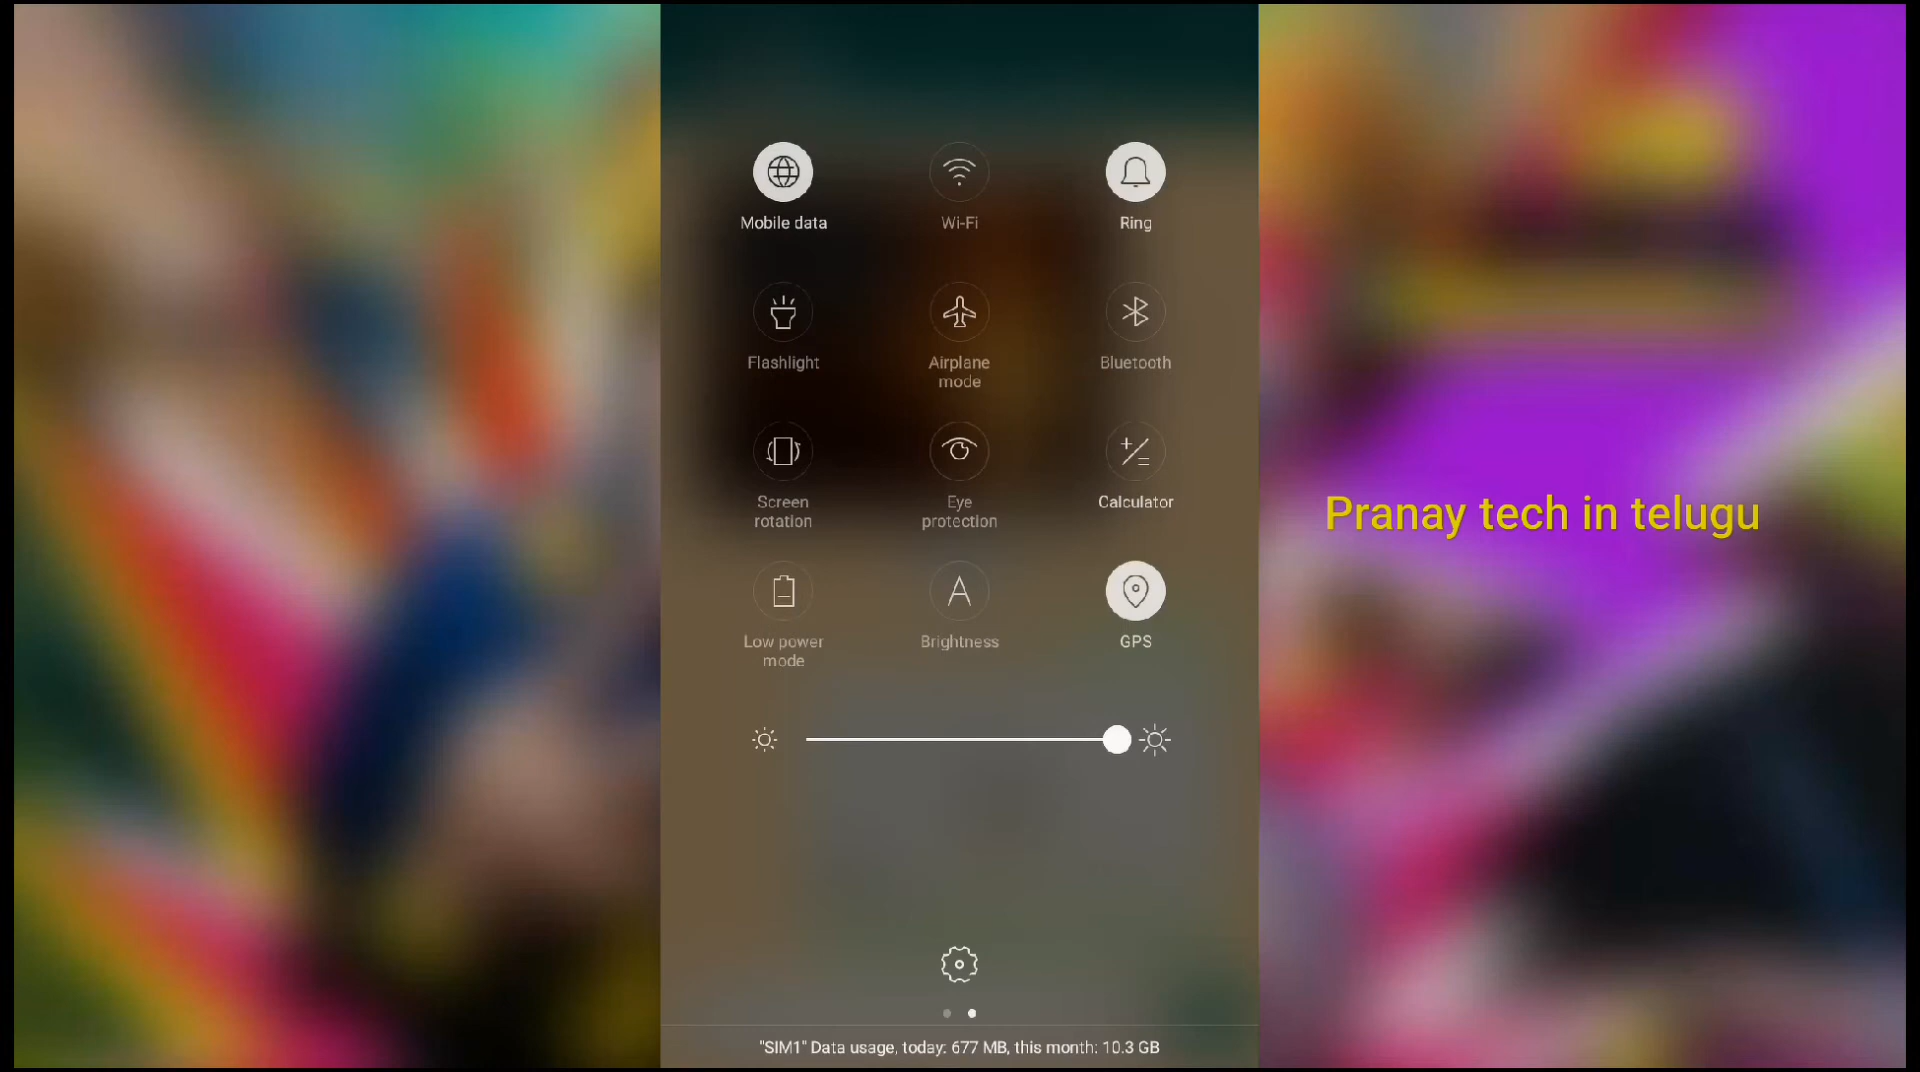 Mobile data
Wi-Fi
Ring
Flashlight
Airplane
mode
Bluetooth
Screen
rotation
Eye
protection
Calculator
Low power
mode
Brightness
GPS
"SIM1" Data usage, today: 677 MB, this month: 10.3 GB
Pranay tech in telugu